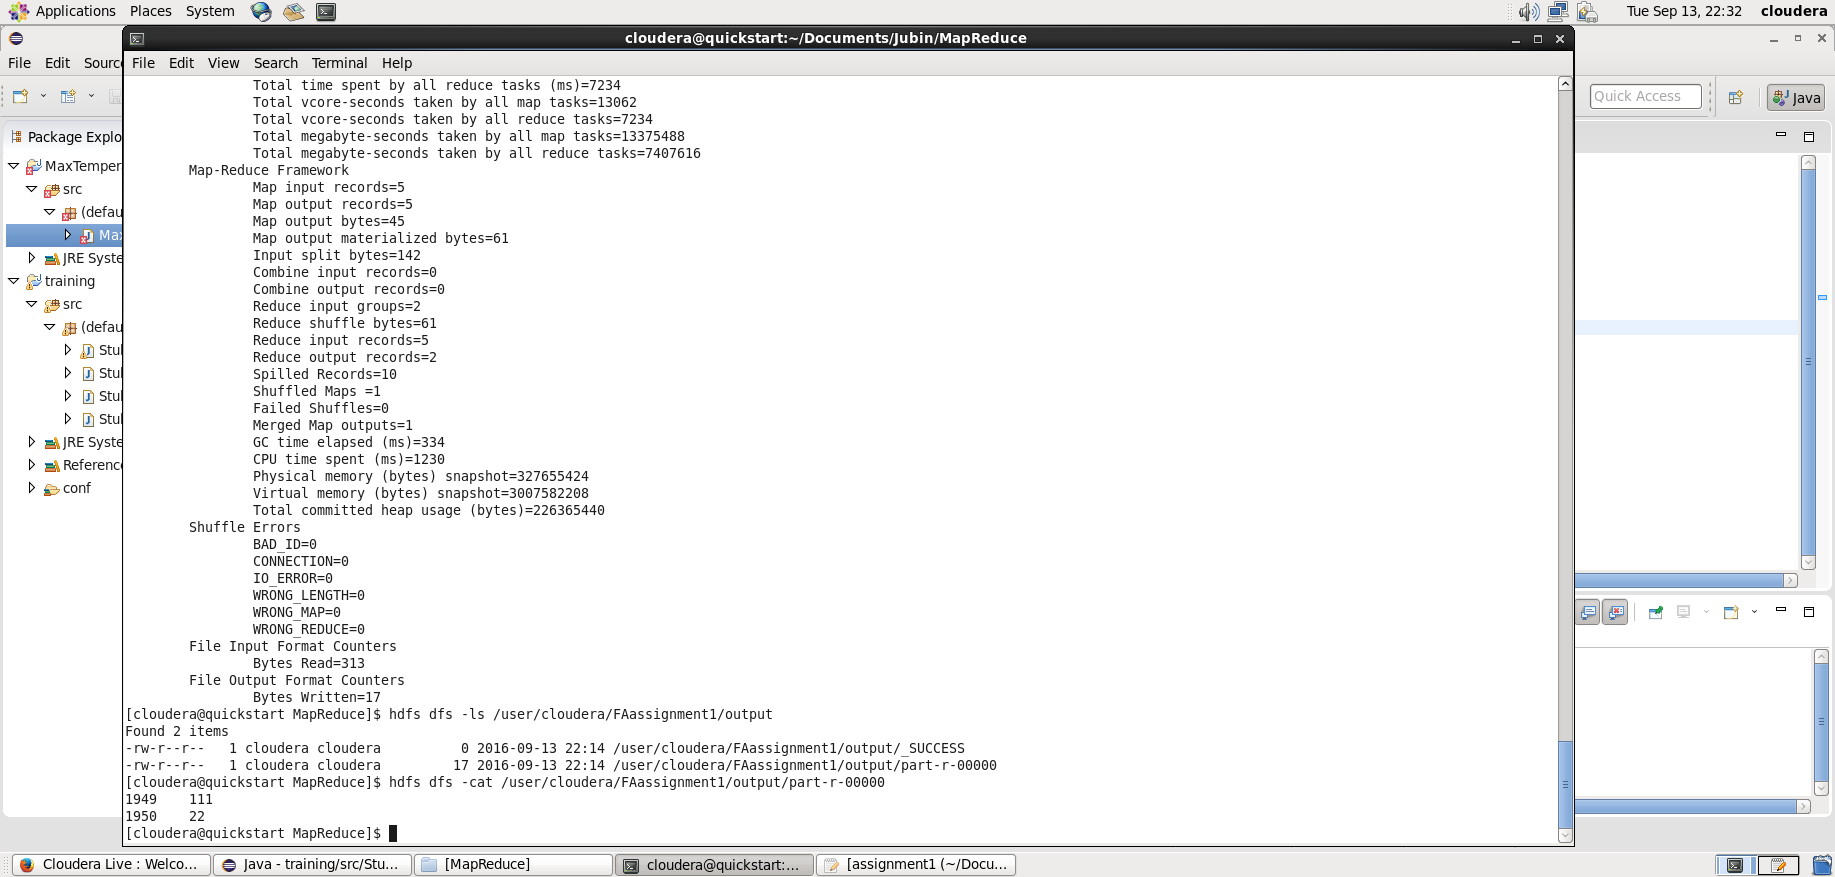 Applications Places System Tue Sep 13, 22:32 cloudera
cloudera@quickstart:~/Documents/Jubin/MapReduce
File Edit Sourc
File Edit View Search Terminal Help
Quick Access
Java
Package Explo
MaxTemper
src
(defau
Max
JRE Syste
training
src
(defau
Stul
Stul
Stul
Stul
JRE Syste
Referenc
conf
Total time spent by all reduce tasks (ms)=7234
Total vcore-seconds taken by all map tasks=13062
Total vcore-seconds taken by all reduce tasks=7234
Total megabyte-seconds taken by all map tasks=13375488
Total megabyte-seconds taken by all reduce tasks=7407616
Map-Reduce Framework
Map input records=5
Map output records=5
Map output bytes=45
Map output materialized bytes=61
Input split bytes=142
Combine input records=0
Combine output records=0
Reduce input groups=2
Reduce shuffle bytes=61
Reduce input records=5
Reduce output records=2
Spilled Records=10
Shuffled Maps =1
Failed Shuffles=0
Merged Map outputs=1
GC time elapsed (ms)=334
CPU time spent (ms)=1230
Physical memory (bytes) snapshot=327655424
Virtual memory (bytes) snapshot=3007582208
Total committed heap usage (bytes)=226365440
Shuffle Errors
BAD_ID=0
CONNECTION=0
IO_ERROR=0
WRONG_LENGTH=0
WRONG_MAP=0
WRONG_REDUCE=0
File Input Format Counters
Bytes Read=313
File Output Format Counters
Bytes Written=17
[cloudera@quickstart MapReduce]$ hdfs dfs -ls /user/cloudera/FAassignment1/output
Found 2 items
-rw-r--r-- 1 cloudera cloudera 0 2016-09-13 22:14 /user/cloudera/FAassignment1/output/_SUCCESS
-rw-r--r-- 1 cloudera cloudera 17 2016-09-13 22:14 /user/cloudera/FAassignment1/output/part-r-00000
[cloudera@quickstart MapReduce]$ hdfs dfs -cat /user/cloudera/FAassignment1/output/part-r-00000
1949 111
1950 22
[cloudera@quickstart MapReduce]$
Cloudera Live : Welco... Java - training/src/Stu... [MapReduce] cloudera@quickstart:... [assignment1 (~/Docu...